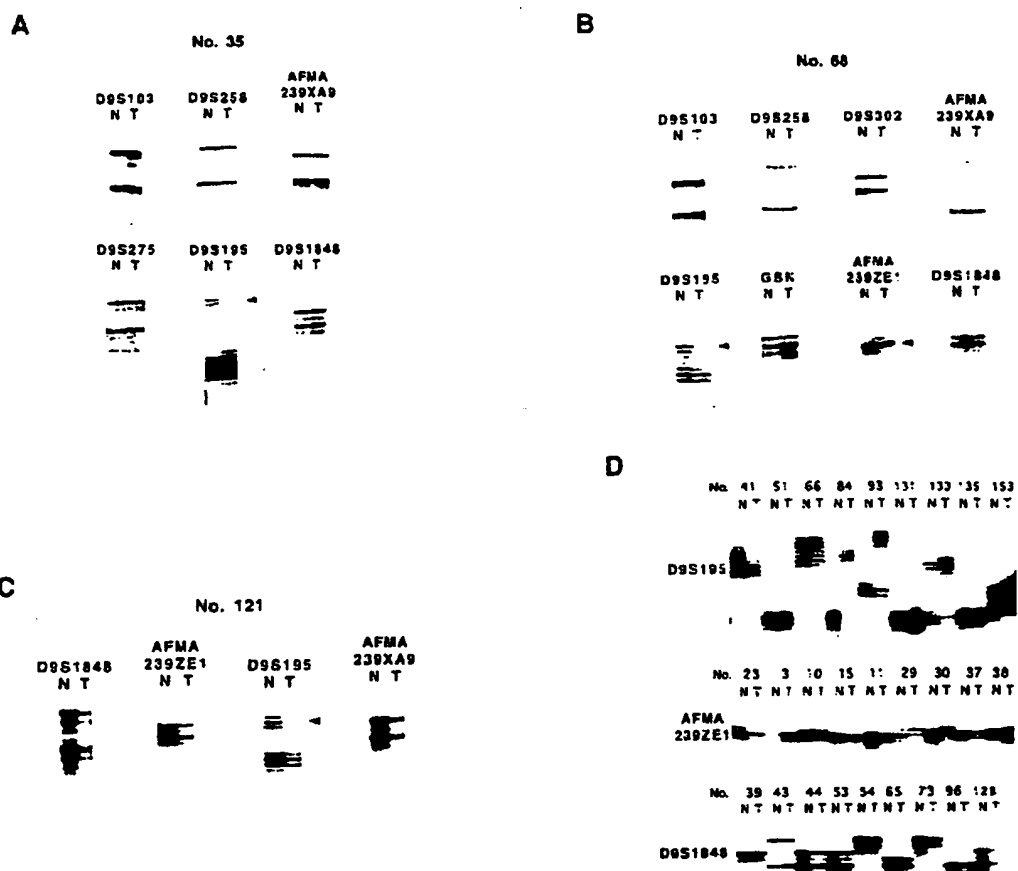 A
No. 35
D9S103 D9S258 AFMA 239XA9
N T N T N T
D9S275 D9S195 D9S1848
N T N T N T
B
No. 68
D9S103 D9S258 D9S302 AFMA 239XA9
N T N T N T N T
D9S195 GSK AFMA 239ZE1 D9S1848
N T N T N T N T
C
No. 121
D9S1848 AFMA 239ZE1 D9S195 AFMA 239XA9
N T N T N T N T
D
No. 41 51 66 84 93 131 133 135 153
N T N T N T N T N T N T N T N T N T
D9S195
No. 23 3 10 15 11 29 30 37 38
N T N T N T N T N T N T N T N T N T
AFMA
239ZE1
No. 39 43 44 53 54 65 73 96 128
N T N T N T N T N T N T N T N T N T
D9S1848